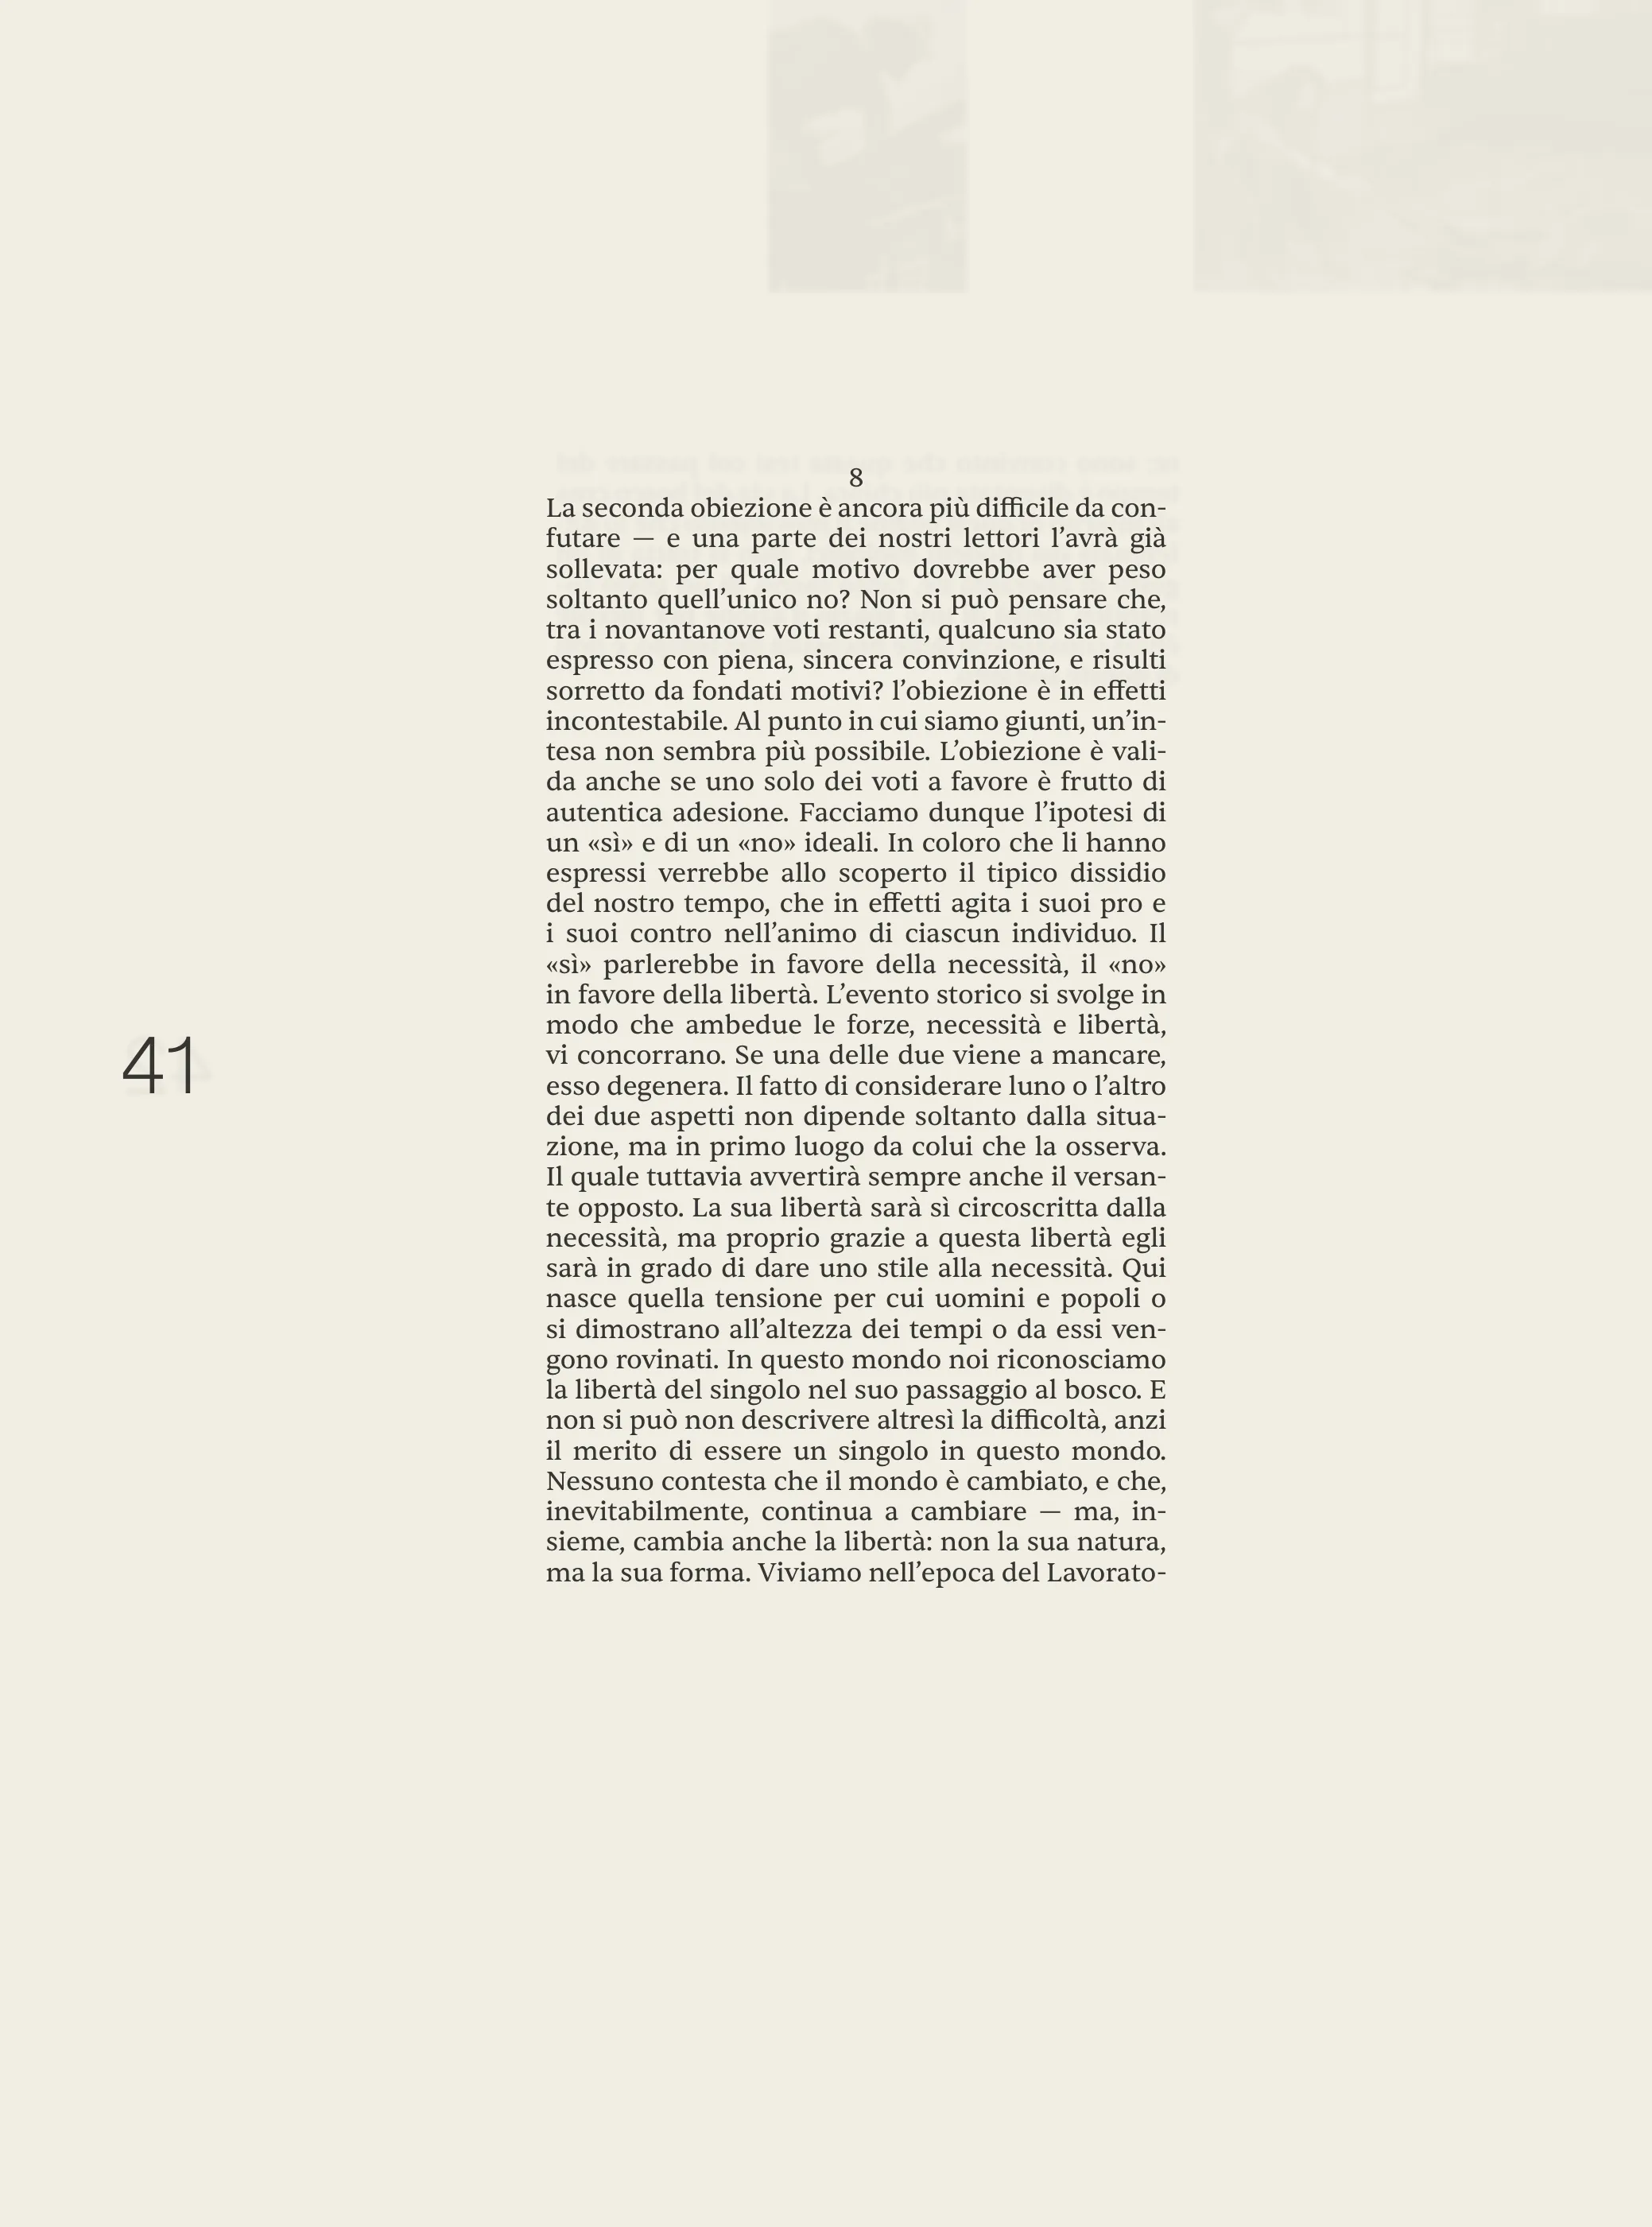 8
La seconda obiezione è ancora più difficile da con-
futare — e una parte dei nostri lettori l’avrà già
sollevata: per quale motivo dovrebbe aver peso
soltanto quell’unico no? Non si può pensare che,
tra i novantanove voti restanti, qualcuno sia stato
espresso con piena, sincera convinzione, e risulti
sorretto da fondati motivi? l’obiezione è in effetti
incontestabile. Al punto in cui siamo giunti, un’in-
tesa non sembra più possibile. L’obiezione è vali-
da anche se uno solo dei voti a favore è frutto di
autentica adesione. Facciamo dunque l’ipotesi di
un «sì» e di un «no» ideali. In coloro che li hanno
espressi verrebbe allo scoperto il tipico dissidio
del nostro tempo, che in effetti agita i suoi pro e
i suoi contro nell’animo di ciascun individuo. Il
«sì» parlerebbe in favore della necessità, il «no»
in favore della libertà. L’evento storico si svolge in
modo che ambedue le forze, necessità e libertà,
vi concorrano. Se una delle due viene a mancare,
esso degenera. Il fatto di considerare luno o l’altro
dei due aspetti non dipende soltanto dalla situa-
zione, ma in primo luogo da colui che la osserva.
Il quale tuttavia avvertirà sempre anche il versan-
te opposto. La sua libertà sarà sì circoscritta dalla
necessità, ma proprio grazie a questa libertà egli
sarà in grado di dare uno stile alla necessità. Qui
nasce quella tensione per cui uomini e popoli o
si dimostrano all’altezza dei tempi o da essi ven-
gono rovinati. In questo mondo noi riconosciamo
la libertà del singolo nel suo passaggio al bosco. E
non si può non descrivere altresì la difficoltà, anzi
il merito di essere un singolo in questo mondo.
Nessuno contesta che il mondo è cambiato, e che,
inevitabilmente, continua a cambiare — ma, in-
sieme, cambia anche la libertà: non la sua natura,
ma la sua forma. Viviamo nell’epoca del Lavorato-
41